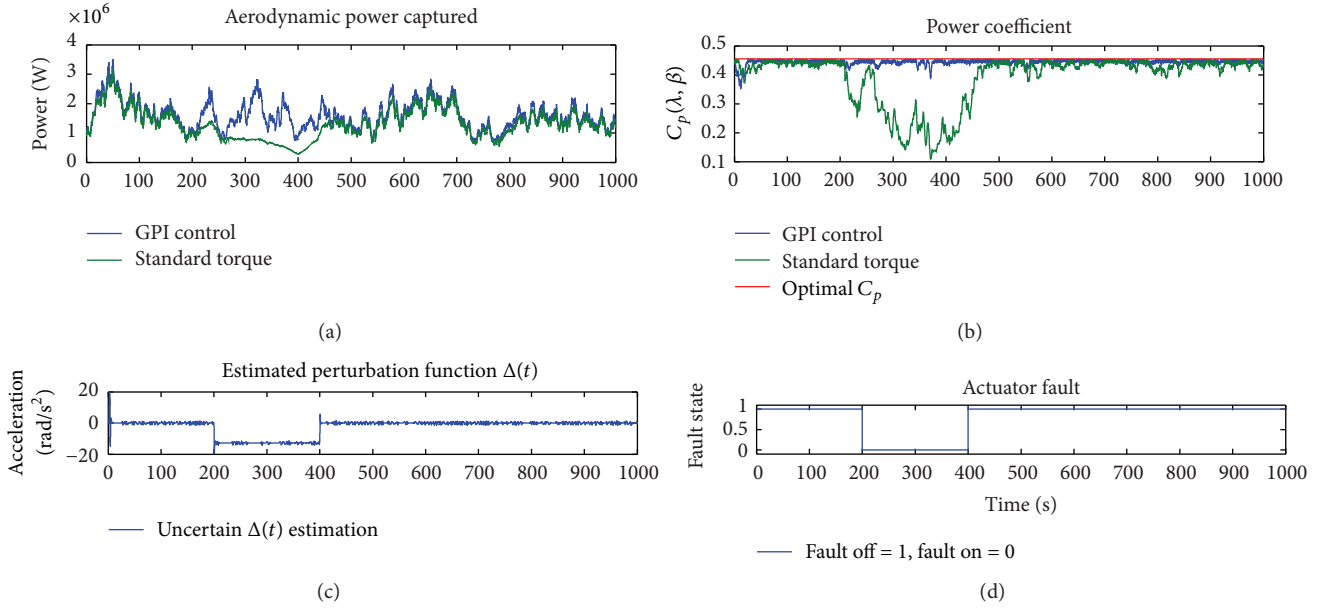 Aerodynamic power captured
×10⁶
Power (W)
4
3
2
1
0
0 100 200 300 400 500 600 700 800 900 1000
GPI control
Standard torque
(a)
Power coefficient
C_p(λ, β)
0.5
0.4
0.3
0.2
0.1
0 100 200 300 400 500 600 700 800 900 1000
GPI control
Standard torque
Optimal C_p
(b)
Estimated perturbation function Δ(t)
Acceleration
(rad/s²)
20
0
−20
0 100 200 300 400 500 600 700 800 900 1000
Uncertain Δ(t) estimation
(c)
Actuator fault
Fault state
1
0.5
0
0 100 200 300 400 500 600 700 800 900 1000
Time (s)
Fault off = 1, fault on = 0
(d)